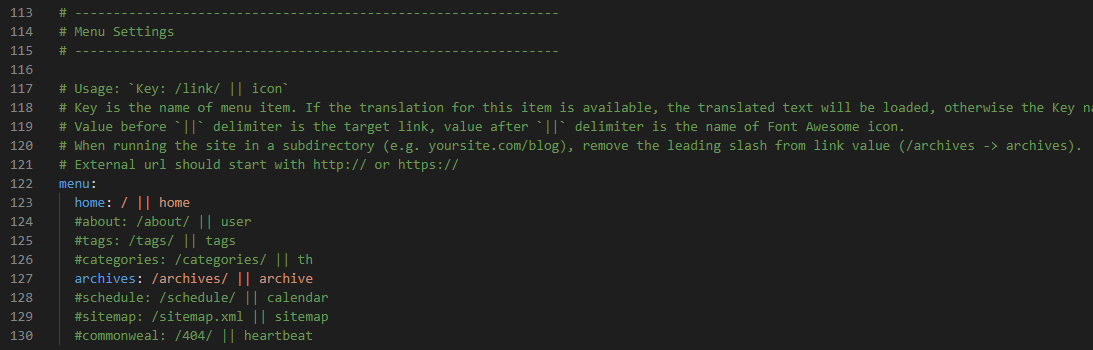 113 # --------------------------------------------------------------
114 # Menu Settings
115 # --------------------------------------------------------------
116
117 # Usage: `Key: /link/ || icon`
118 # Key is the name of menu item. If the translation for this item is available, the translated text will be loaded, otherwise the Key
119 # Value before `||` delimiter is the target link, value after `||` delimiter is the name of Font Awesome icon.
120 # When running the site in a subdirectory (e.g. yoursite.com/blog), remove the leading slash from link value (/archives -> archives).
121 # External url should start with http:// or https://
122 menu:
123   home: / || home
124   #about: /about/ || user
125   #tags: /tags/ || tags
126   #categories: /categories/ || th
127   archives: /archives/ || archive
128   #schedule: /schedule/ || calendar
129   #sitemap: /sitemap.xml || sitemap
130   #commonweal: /404/ || heartbeat